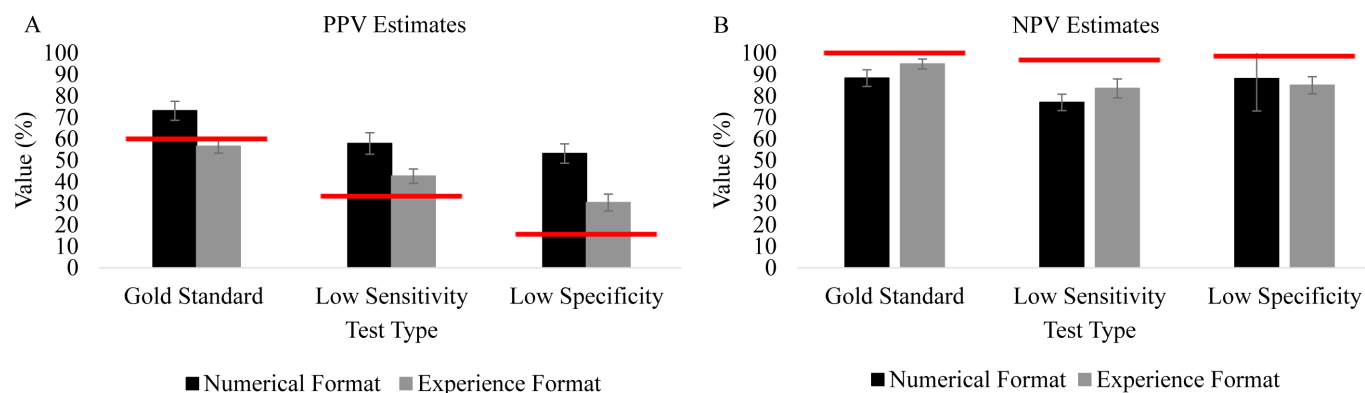 A
PPV Estimates
Value (%)
100
90
80
70
60
50
40
30
20
10
0
Gold Standard
Low Sensitivity
Low Specificity
Test Type
Numerical Format
Experience Format
B
NPV Estimates
Value (%)
100
90
80
70
60
50
40
30
20
10
0
Gold Standard
Low Sensitivity
Low Specificity
Test Type
Numerical Format
Experience Format